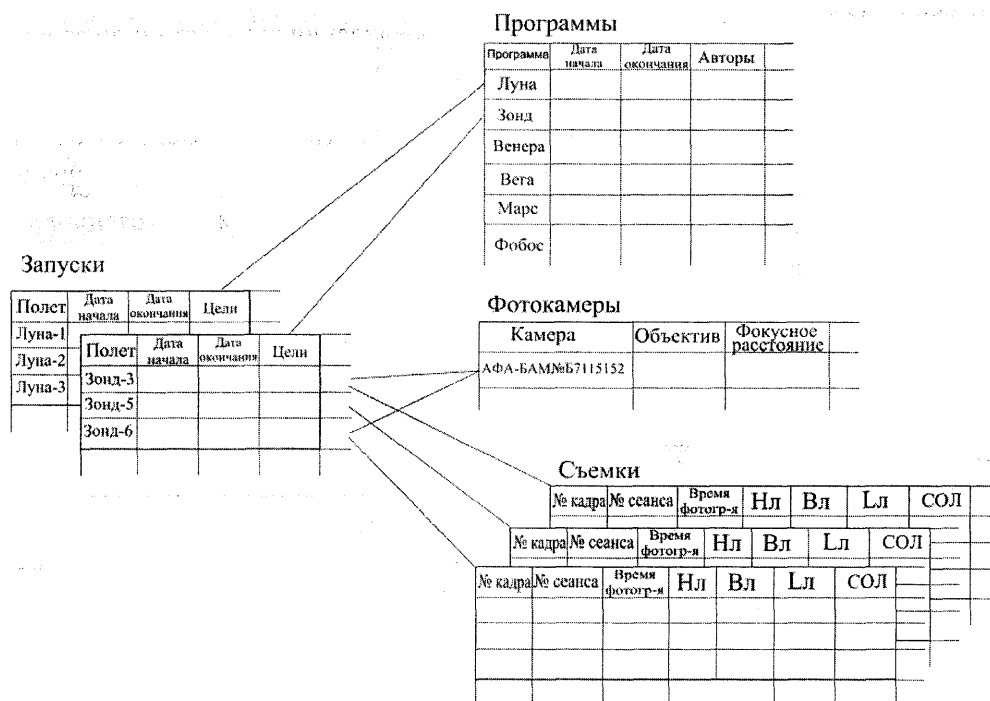 Программы
Программа Дата начала Дата окончания Авторы
Луна
Зонд
Венера
Вега
Марс
Фобос
Запуски
Полет Дата начала Дата окончания Цели
Луна-1
Луна-2
Луна-3
Полет Дата начала Дата окончания Цели
Зонд-3
Зонд-5
Зонд-6
Фотокамеры
Камера Объектив Фокусное расстояние
АФА-БАМ№Б7115152
Съемки
№ кадра № сеанса Время фотогр-я Нл Вл Lл СОЛ
№ кадра № сеанса Время фотогр-я Нл Вл Lл СОЛ
№ кадра № сеанса Время фотогр-я Нл Вл Lл СОЛ